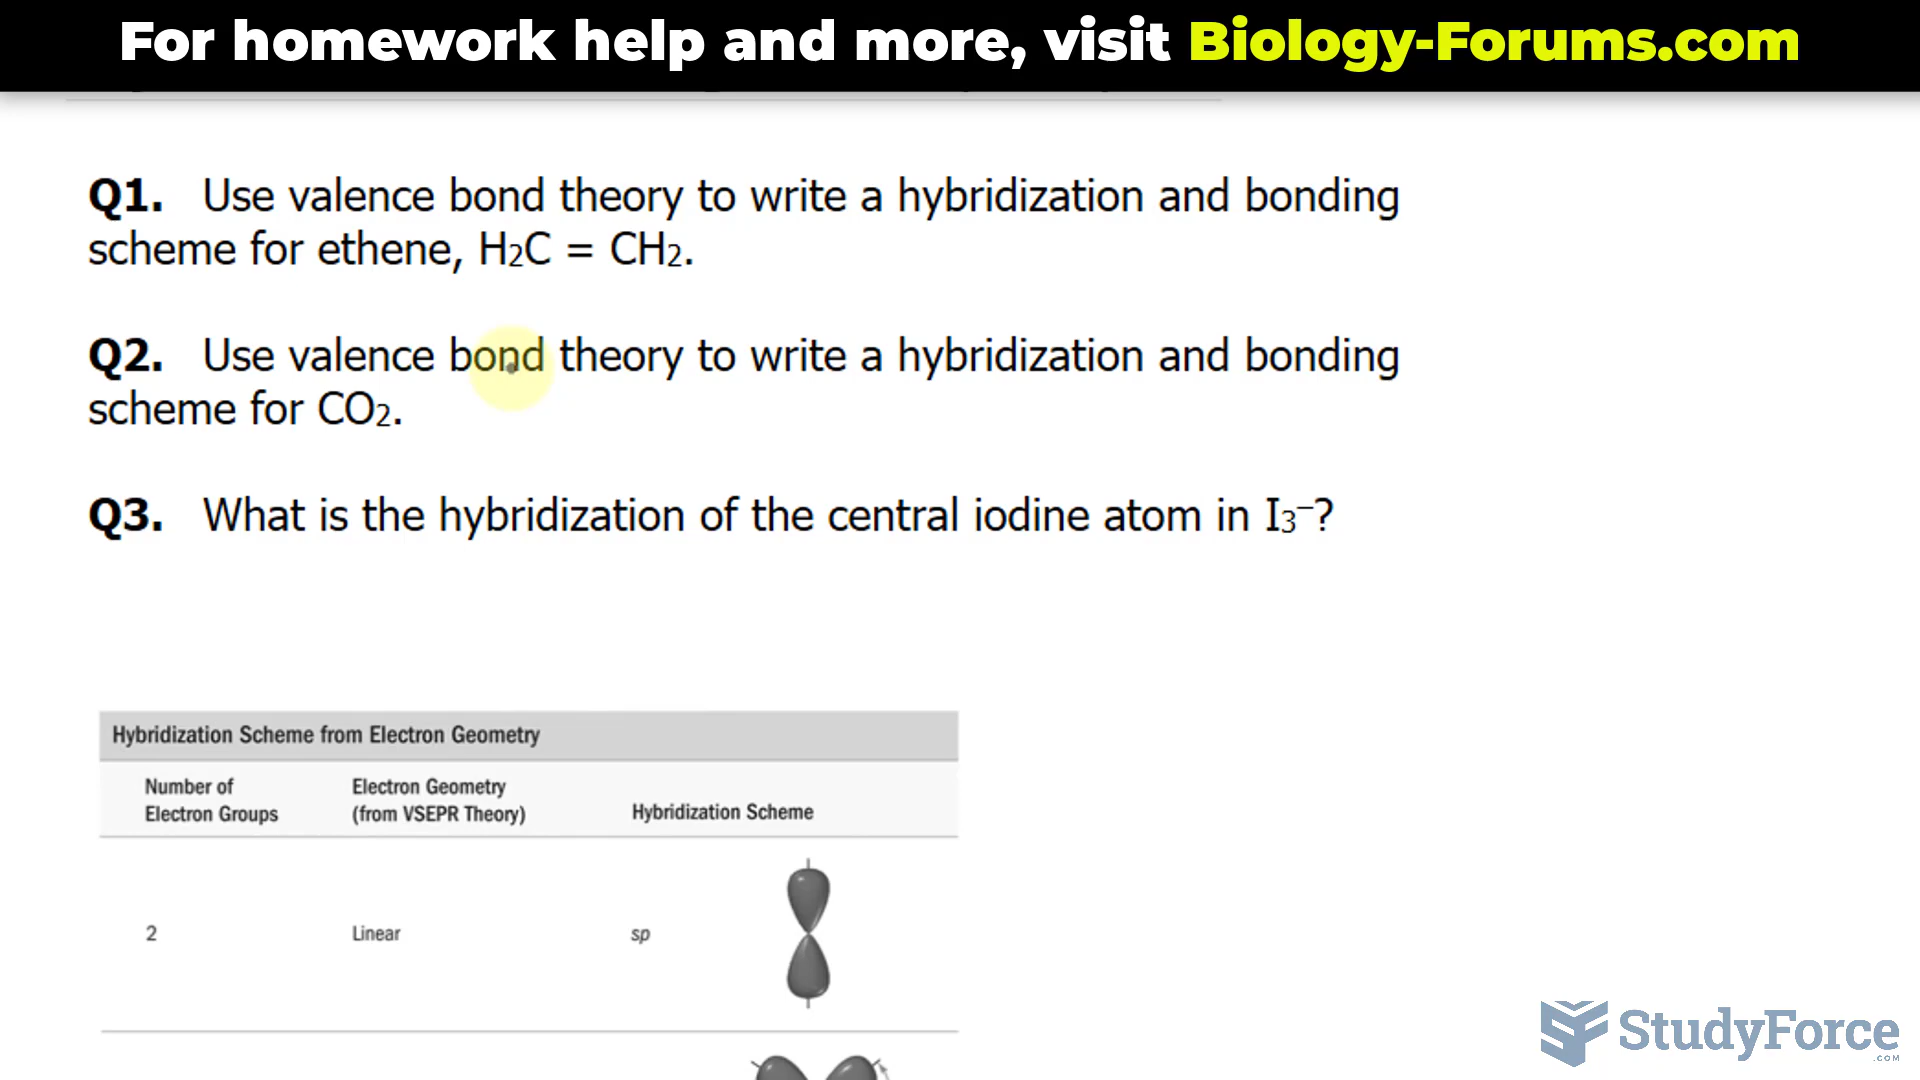 For homework help and more, visit Biology-Forums.com
Q1. Use valence bond theory to write a hybridization and bonding
scheme for ethene, H₂C = CH₂.
Q2. Use valence bond theory to write a hybridization and bonding
scheme for CO₂.
Q3. What is the hybridization of the central iodine atom in I₃⁻?
Hybridization Scheme from Electron Geometry
Number of
Electron Groups
Electron Geometry
(from VSEPR Theory)
Hybridization Scheme
2 Linear sp
StudyForce
.COM